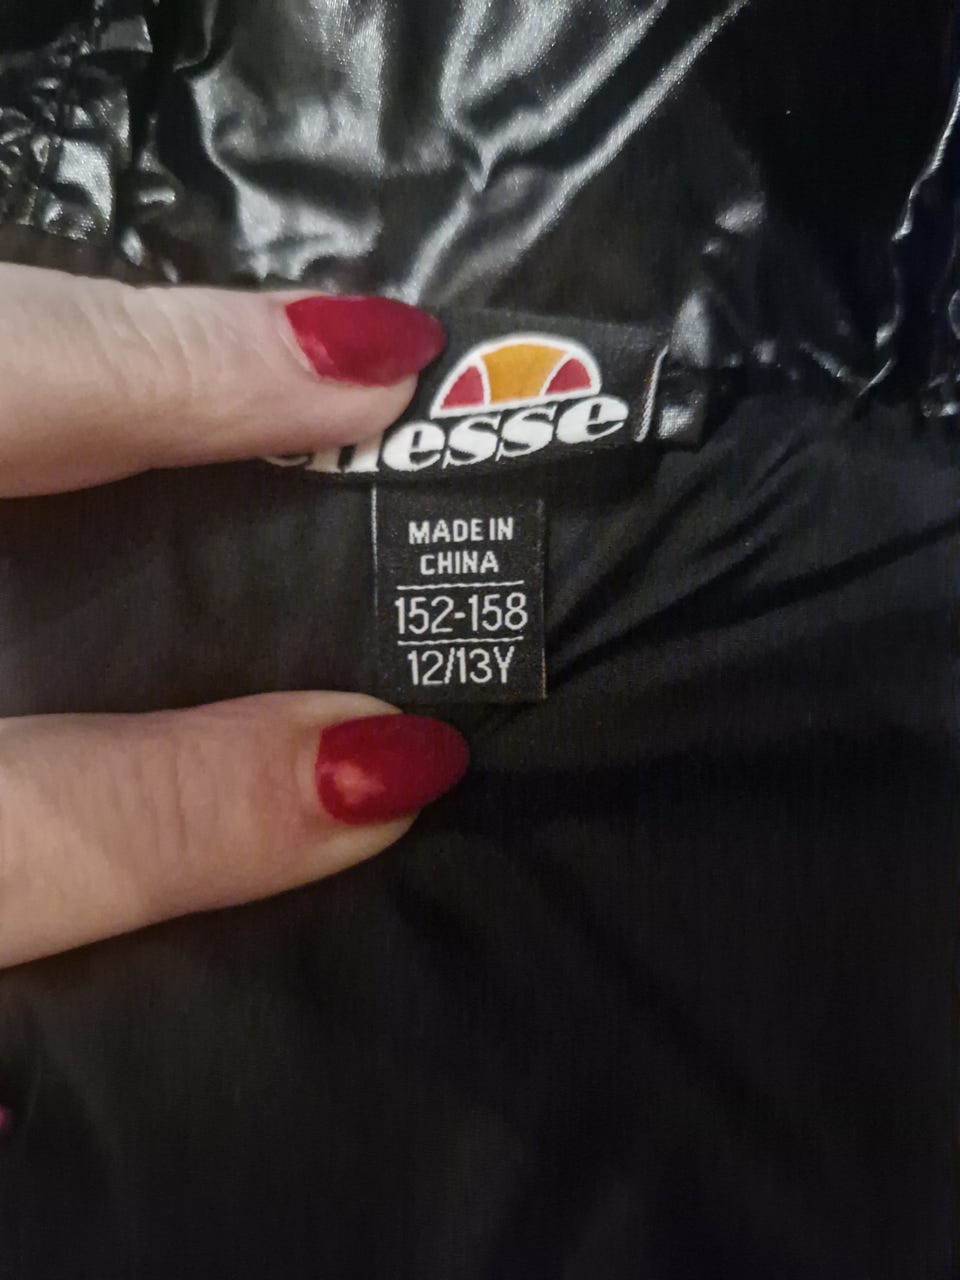 ellesse
MADE IN
CHINA
152-158
12/13Y